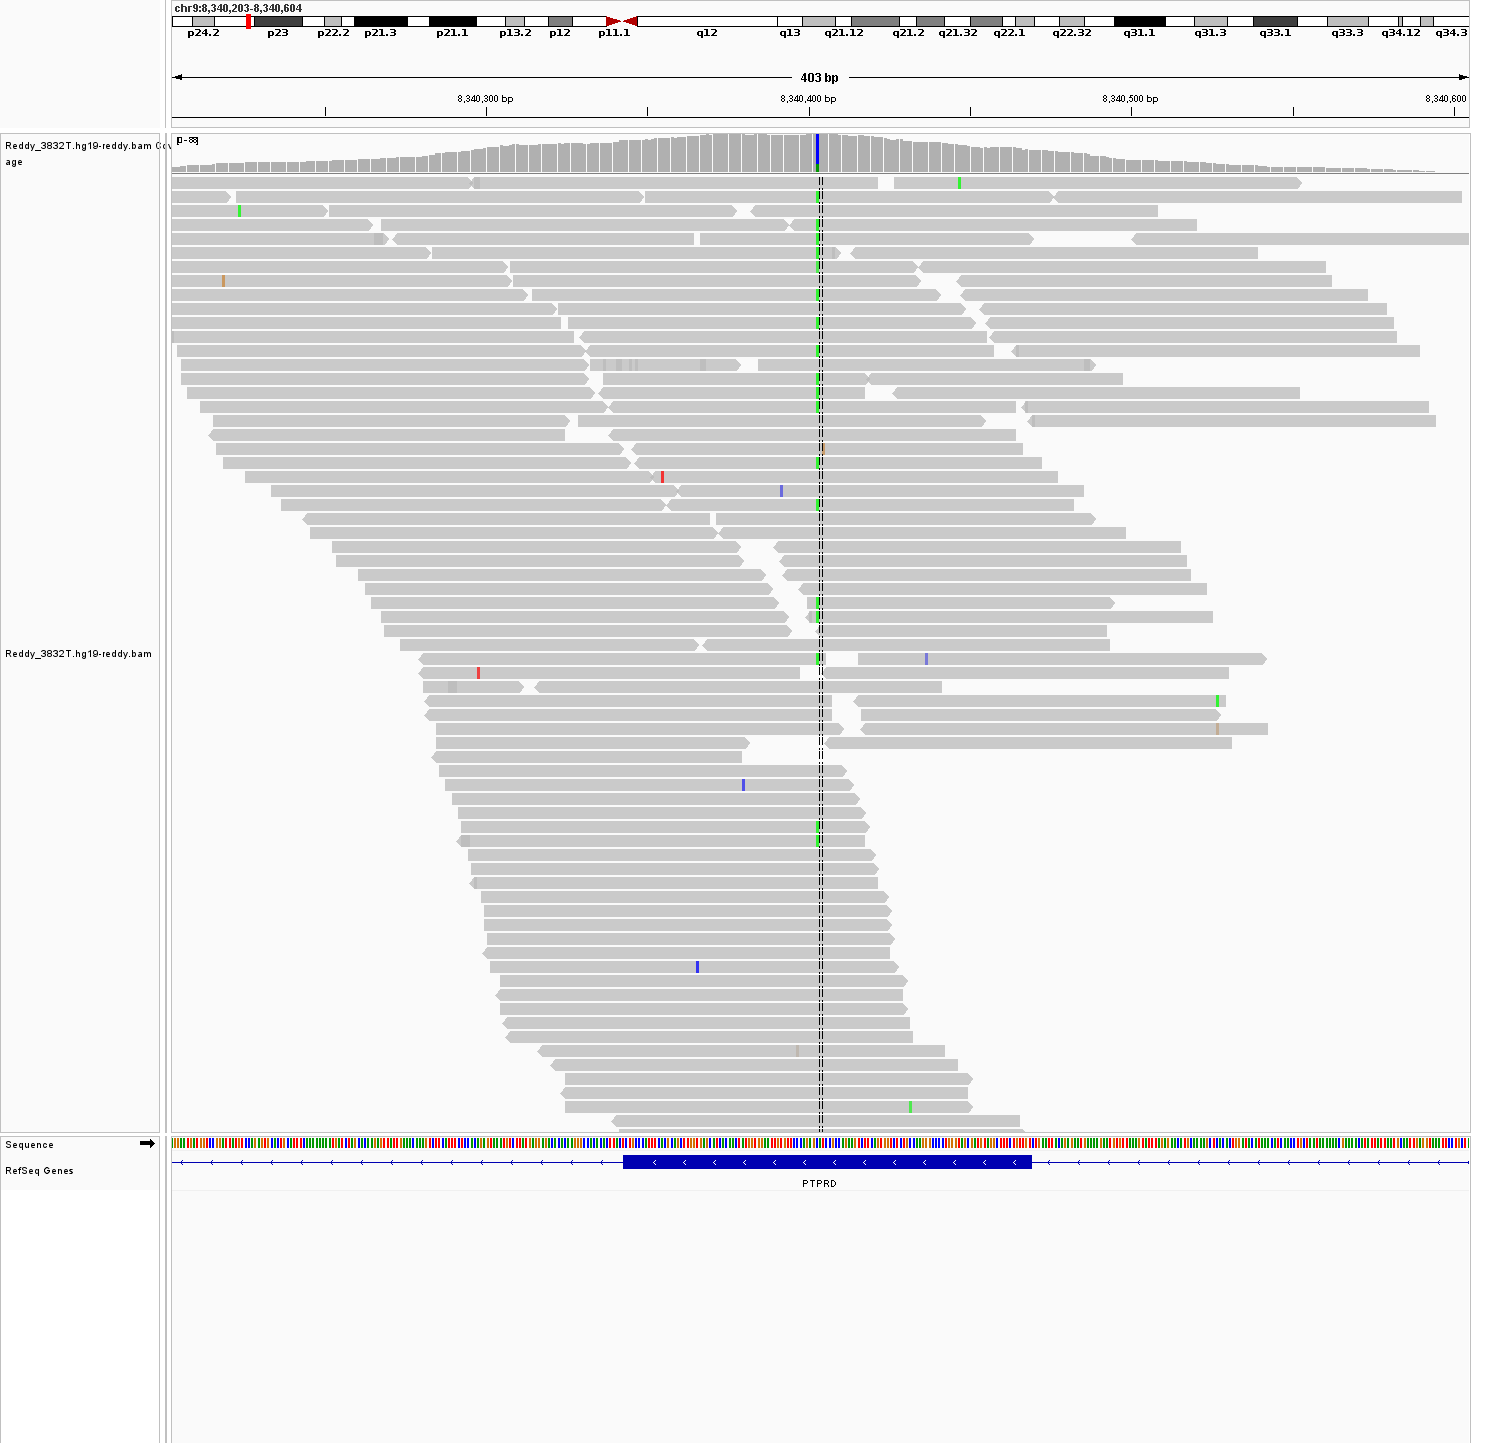 chr9:8,340,203-8,340,604
p24.2 p23 p22.2 p21.3 p21.1 p13.2 p12 p11.1 q12 q13 q21.12 q21.2 q21.32 q22.1 q22.32 q31.1 q31.3 q33.1 q33.3 q34.12 q34.3
403 bp
8,340,300 bp 8,340,400 bp 8,340,500 bp 8,340,600
Reddy_3832T.hg19-reddy.bam Cov
age
[0-88]
Reddy_3832T.hg19-reddy.bam
Sequence
RefSeq Genes
PTPRD